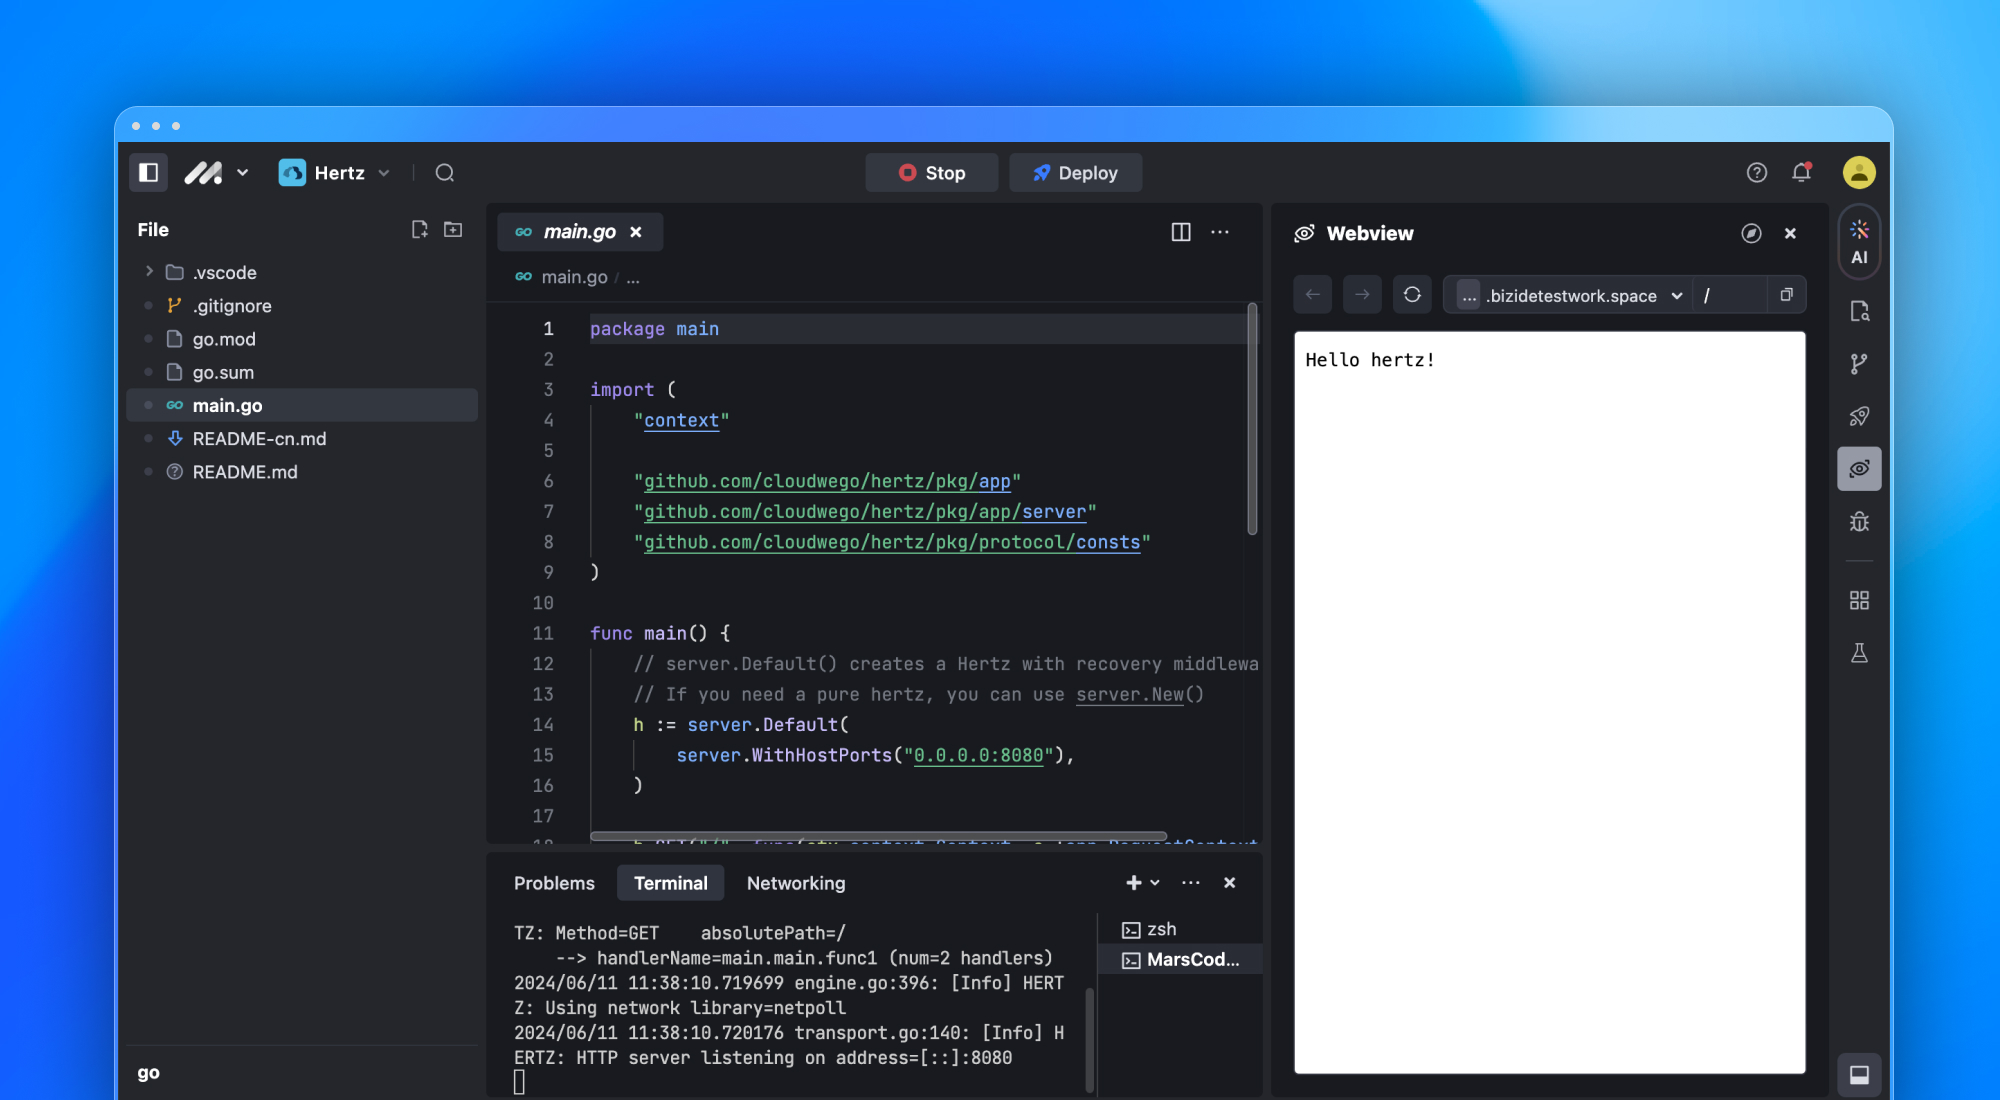 Hertz
Stop
Deploy
File
.vscode
.gitignore
go.mod
go.sum
main.go
README-cn.md
README.md
go
main.go
main.go / ...
1 package main
2
3 import (
4 "context"
5
6 "github.com/cloudwego/hertz/pkg/app"
7 "github.com/cloudwego/hertz/pkg/app/server"
8 "github.com/cloudwego/hertz/pkg/protocol/consts"
9 )
10
11 func main() {
12 // server.Default() creates a Hertz with recovery middlewa
13 // If you need a pure hertz, you can use server.New()
14 h := server.Default(
15 server.WithHostPorts("0.0.0.0:8080"),
16 )
17
Problems
Terminal
Networking
TZ: Method=GET absolutePath=/
--> handlerName=main.main.func1 (num=2 handlers)
2024/06/11 11:38:10.719699 engine.go:396: [Info] HERT
Z: Using network library=netpoll
2024/06/11 11:38:10.720176 transport.go:140: [Info] H
ERTZ: HTTP server listening on address=[::]:8080
zsh
MarsCod...
Webview
... .bizidetestwork.space /
Hello hertz!
AI